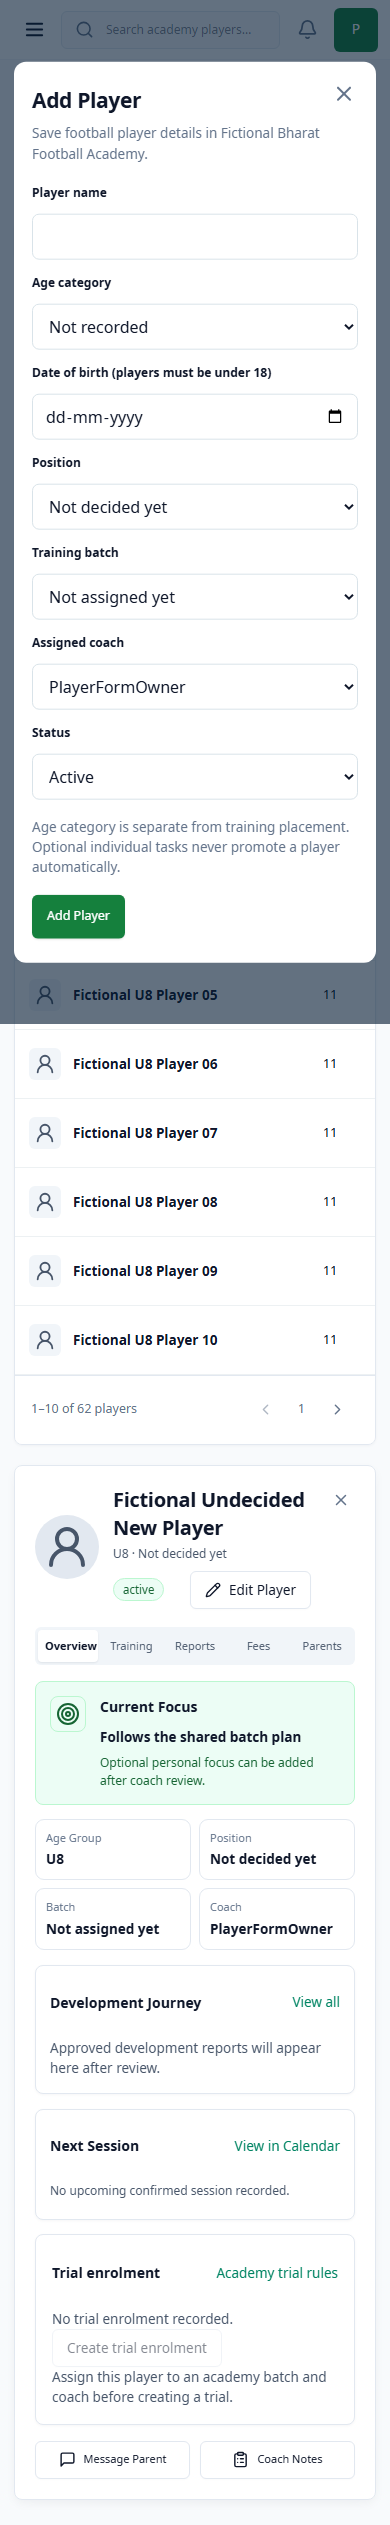 Search academy players...
P
Add Player
Save football player details in Fictional Bharat
Football Academy.
Player name
Age category
Not recorded
Date of birth (players must be under 18)
dd-mm-yyyy
Position
Not decided yet
Training batch
Not assigned yet
Assigned coach
PlayerFormOwner
Status
Active
Age category is separate from training placement.
Optional individual tasks never promote a player
automatically.
Add Player
Fictional U8 Player 05 11
Fictional U8 Player 06 11
Fictional U8 Player 07 11
Fictional U8 Player 08 11
Fictional U8 Player 09 11
Fictional U8 Player 10 11
1–10 of 62 players 1
Fictional Undecided
New Player
U8 · Not decided yet
active Edit Player
Overview Training Reports Fees Parents
Current Focus
Follows the shared batch plan
Optional personal focus can be added
after coach review.
Age Group Position
U8 Not decided yet
Batch Coach
Not assigned yet PlayerFormOwner
Development Journey View all
Approved development reports will appear
here after review.
Next Session View in Calendar
No upcoming confirmed session recorded.
Trial enrolment Academy trial rules
No trial enrolment recorded.
Create trial enrolment
Assign this player to an academy batch and
coach before creating a trial.
Message Parent Coach Notes